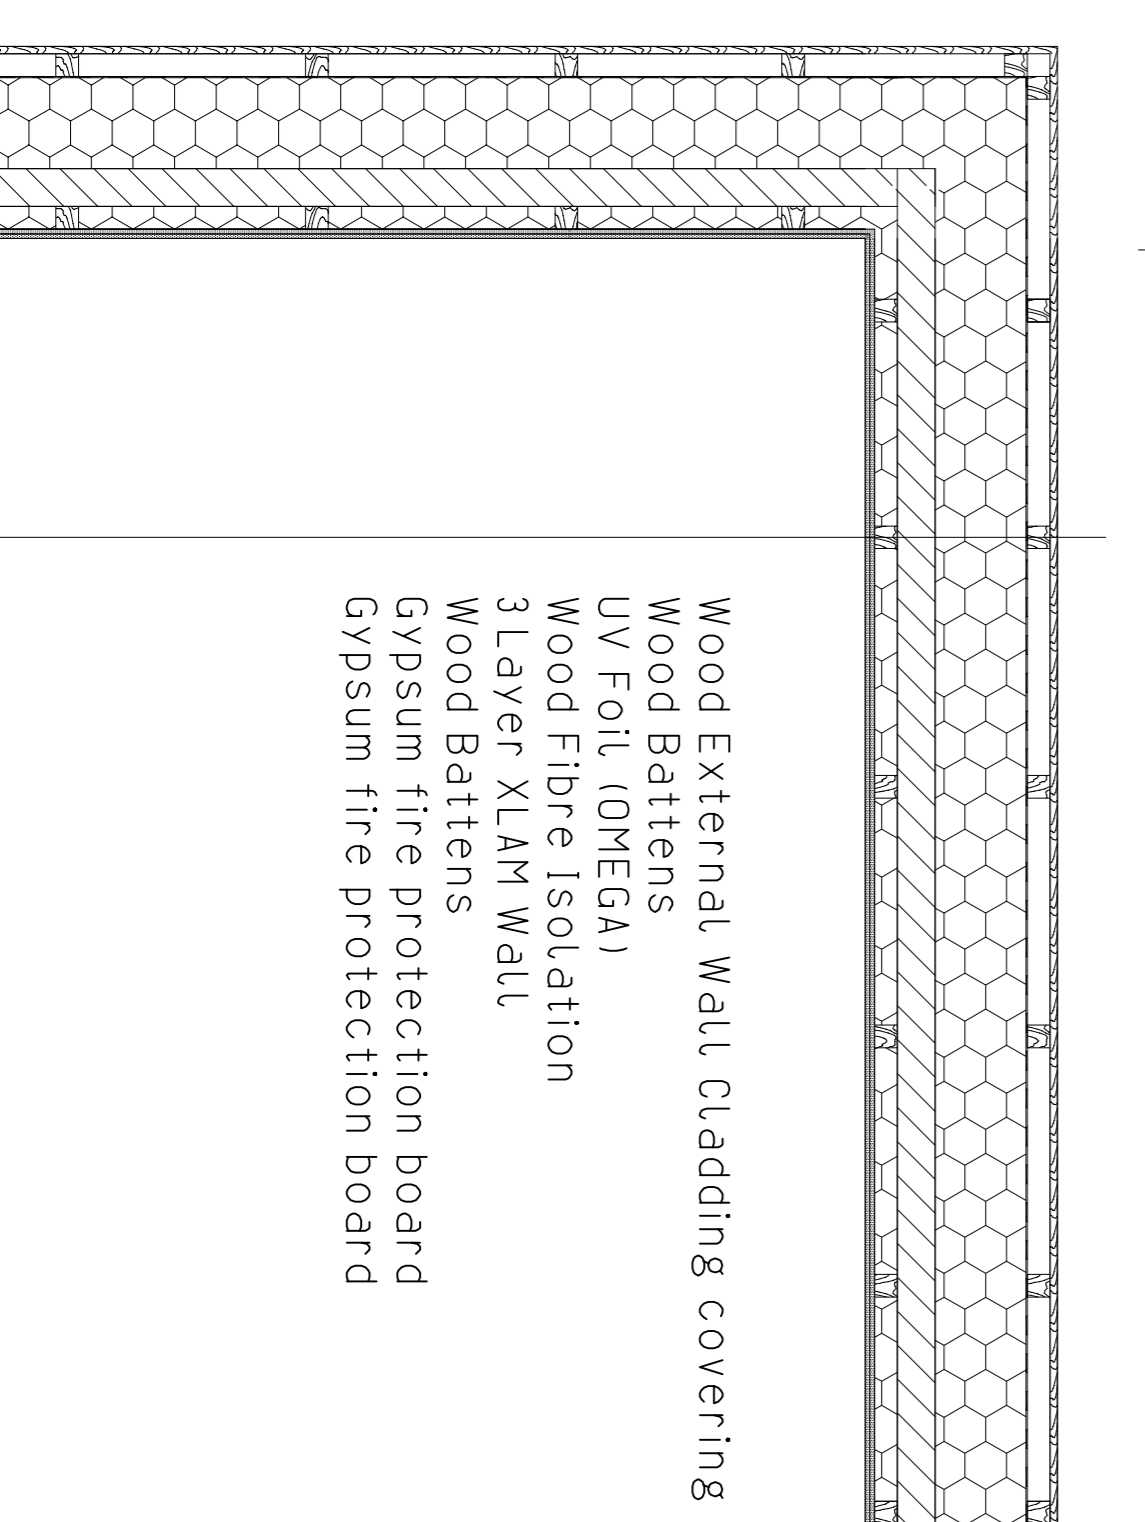 Wood External Wall Cladding covering
Wood Battens
UV Foil (OMEGA)
Wood Fibre Isolation
3 Layer XLAM Wall
Wood Battens
Gypsum fire protection board
Gypsum fire protection board